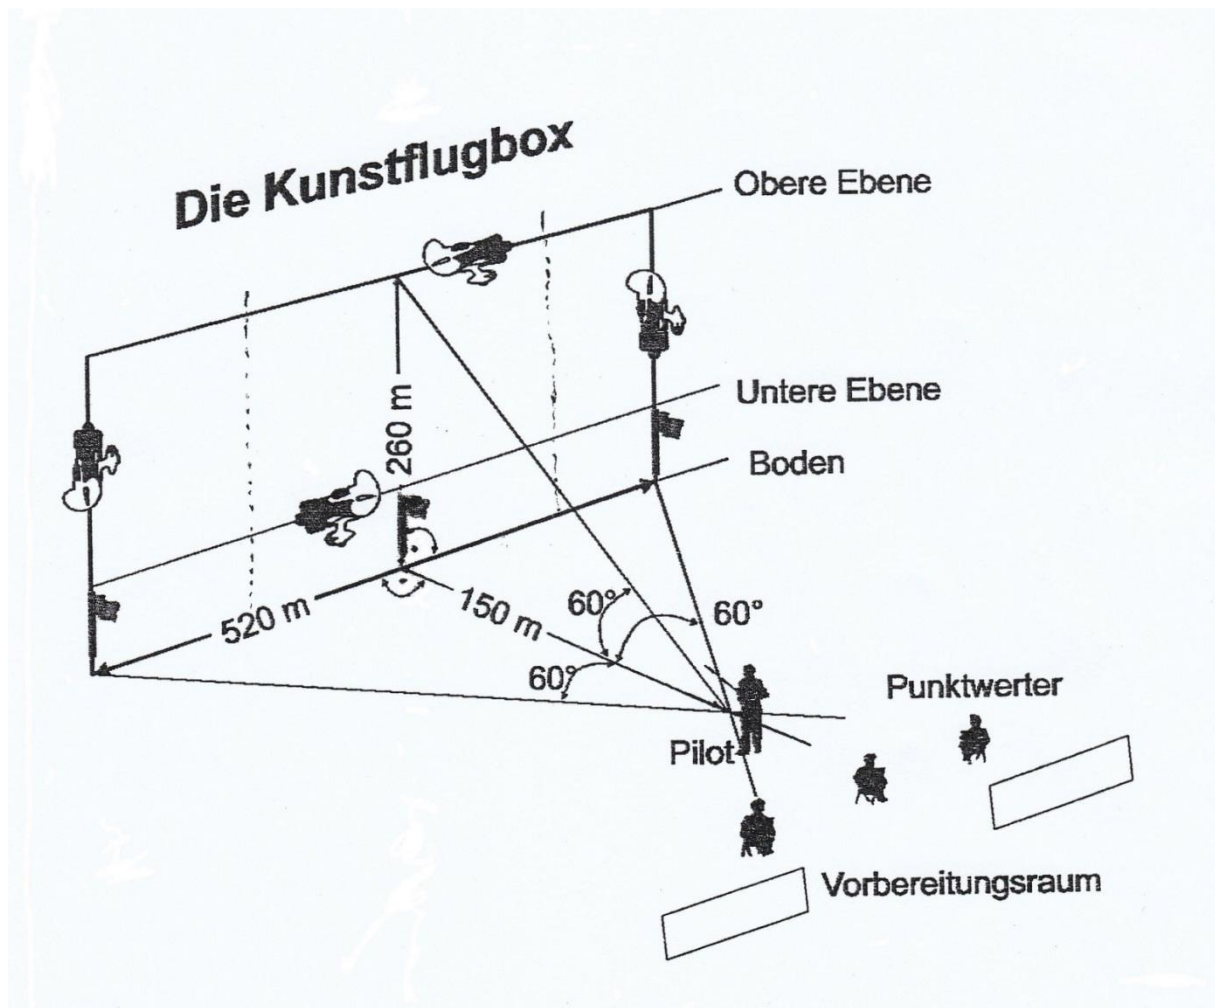 Die Kunstflugbox
Obere Ebene
Untere Ebene
260 m
Boden
520 m
150 m
60°
60°
60°
Pilot
Punktwerter
Vorbereitungsraum